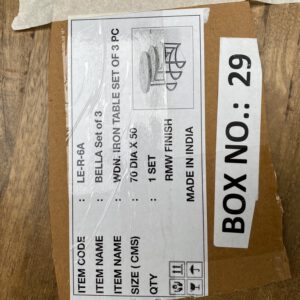 ITEM CODE : LE-R-6A
ITEM NAME : BELLA Set of 3
ITEM NAME : WDN. IRON TABLE SET OF 3 PC
SIZE ( CMS) : 70 DIA X 50
QTY : 1 SET
RMW FINISH
MADE IN INDIA
BOX NO.: 29